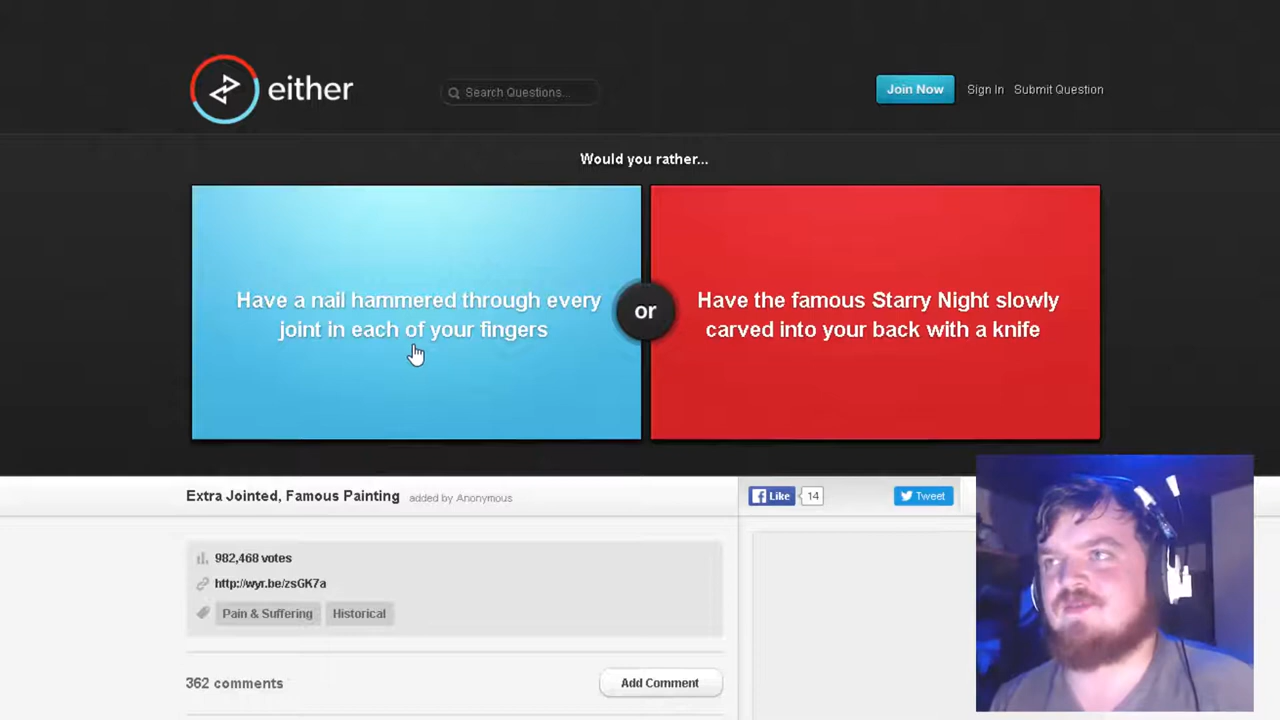 either
Search Questions...
Join Now
Sign In
Submit Question
Would you rather...
Have a nail hammered through every
joint in each of your fingers
or
Have the famous Starry Night slowly
carved into your back with a knife
Extra Jointed, Famous Painting
added by Anonymous
Like
14
Tweet
982,468 votes
http://wyr.be/zsGK7a
Pain & Suffering
Historical
362 comments
Add Comment